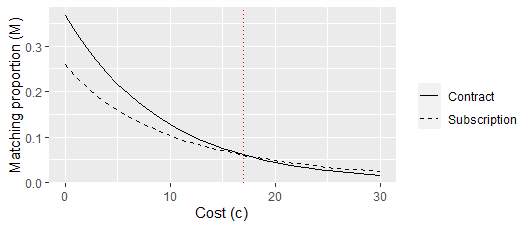 Matching proportion (M)
0.3
0.2
0.1
0.0
0 10 20 30
Cost (c)
Contract
Subscription